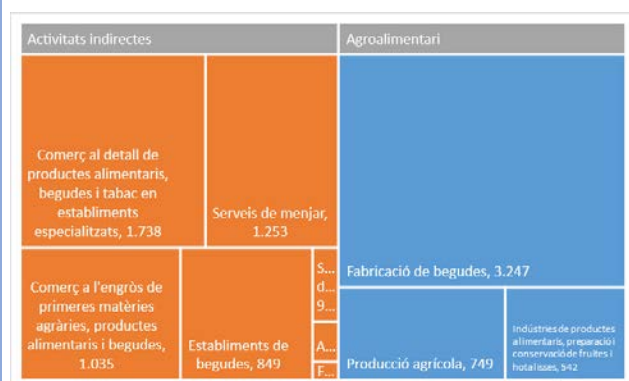 Activitats indirectes
Comerç al detall de
productes alimentaris,
begudes i tabac en
establiments
especialitzats, 1.738
Serveis de menjar,
1.253
Comerç a l'engròs de
primeres matèries
agràries, productes
alimentaris i begudes,
1.035
Establiments de
begudes, 849
S...
d...
9...
A...
F...
Agroalimentari
Fabricació de begudes, 3.247
Producció agrícola, 749
Indústries de productes
alimentaris, preparació i
conservació de fruites i
hotalisses, 542